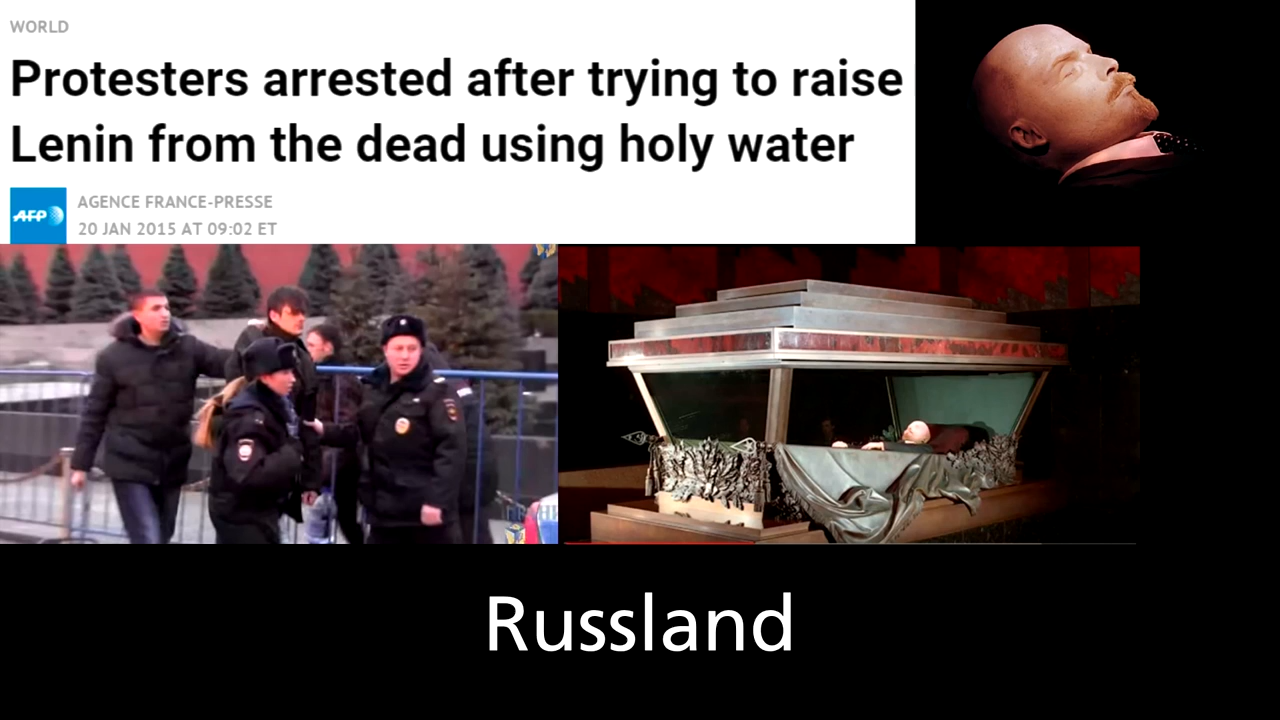 WORLD
Protesters arrested after trying to raise
Lenin from the dead using holy water
AFP
AGENCE FRANCE-PRESSE
20 JAN 2015 AT 09:02 ET
Russland